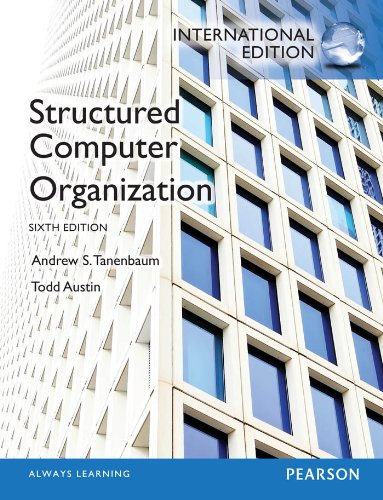 INTERNATIONAL
EDITION
Structured
Computer
Organization
SIXTH EDITION
Andrew S. Tanenbaum
Todd Austin
ALWAYS LEARNING
PEARSON